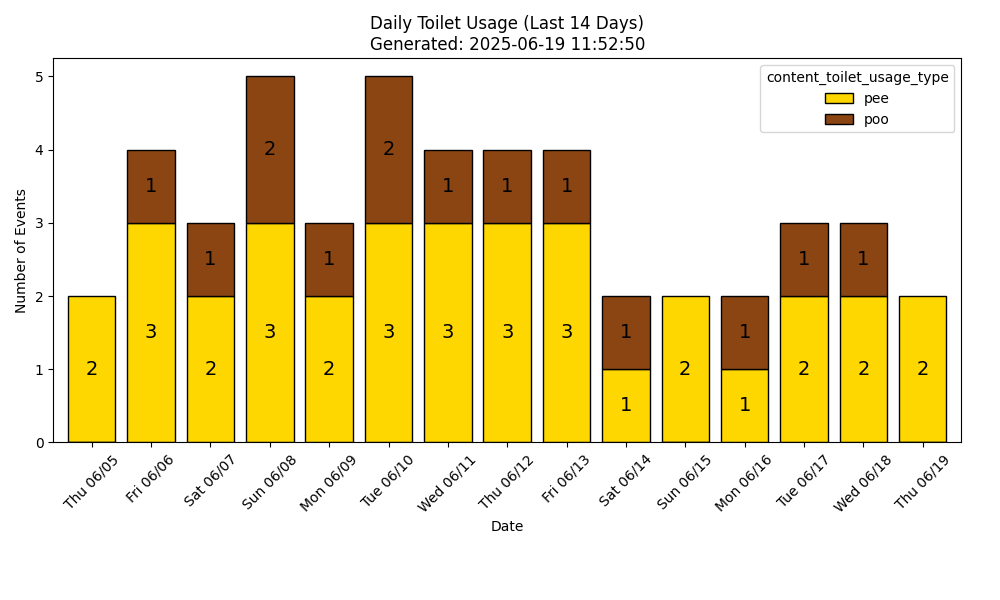 Daily Toilet Usage (Last 14 Days)
Generated: 2025-06-19 11:52:50
content_toilet_usage_type
pee
poo
Number of Events
5
4
3
2
1
0
2
3
1
2
1
3
2
2
1
3
2
3
1
3
1
3
1
1
1
2
1
1
2
1
2
1
2
Thu 06/05
Fri 06/06
Sat 06/07
Sun 06/08
Mon 06/09
Tue 06/10
Wed 06/11
Thu 06/12
Fri 06/13
Sat 06/14
Sun 06/15
Mon 06/16
Tue 06/17
Wed 06/18
Thu 06/19
Date